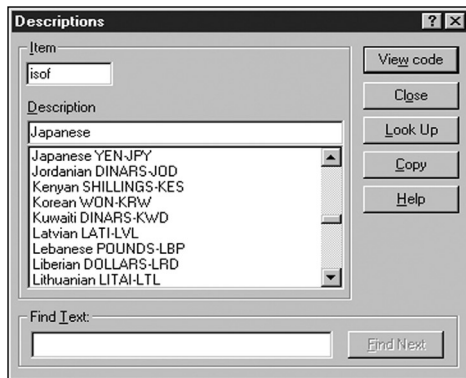 Descriptions
Item
isof
Description
Japanese
Japanese YEN-JPY
Jordanian DINARS-JOD
Kenyan SHILLINGS-KES
Korean WON-KRW
Kuwaiti DINARS-KWD
Latvian LATI-LVL
Lebanese POUNDS-LBP
Liberian DOLLARS-LRD
Lithuanian LITAI-LTL
View code
Close
Look Up
Copy
Help
Find Text:
Find Next